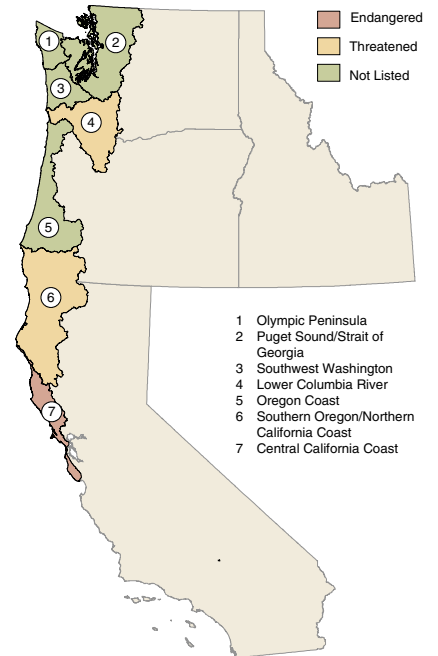 Endangered
Threatened
Not Listed
1
2
3
4
5
6
7
1 Olympic Peninsula
2 Puget Sound/Strait of
Georgia
3 Southwest Washington
4 Lower Columbia River
5 Oregon Coast
6 Southern Oregon/Northern
California Coast
7 Central California Coast